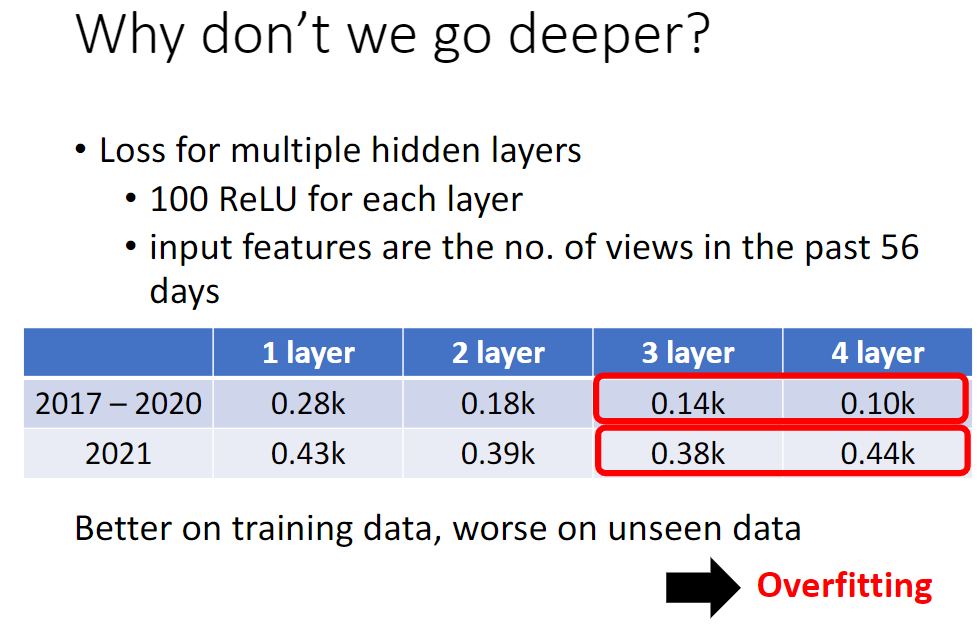 Why don’t we go deeper?
• Loss for multiple hidden layers
• 100 ReLU for each layer
• input features are the no. of views in the past 56
days
1 layer 2 layer 3 layer 4 layer
2017 – 2020 0.28k 0.18k 0.14k 0.10k
2021 0.43k 0.39k 0.38k 0.44k
Better on training data, worse on unseen data
Overfitting